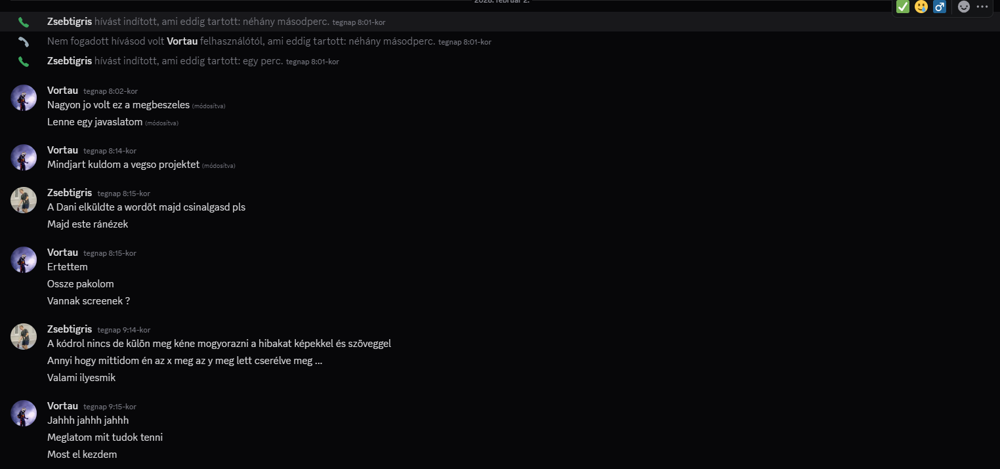 2026. február 2.
Zsebtigris hívást indított, ami eddig tartott: néhány másodperc. tegnap 8:01-kor
Nem fogadott hívásod volt Vortau felhasználótól, ami eddig tartott: néhány másodperc. tegnap 8:01-kor
Zsebtigris hívást indított, ami eddig tartott: egy perc. tegnap 8:01-kor
Vortau tegnap 8:02-kor
Nagyon jo volt ez a megbeszeles (módosítva)
Lenne egy javaslatom (módosítva)
Vortau tegnap 8:14-kor
Mindjart kuldom a vegso projektet (módosítva)
Zsebtigris tegnap 8:15-kor
A Dani elküldte a wordöt majd csinalgasd pls
Majd este ránézek
Vortau tegnap 8:15-kor
Ertettem
Ossze pakolom
Vannak screenek ?
Zsebtigris tegnap 9:14-kor
A kódrol nincs de külön meg kéne mogyorazni a hibakat képekkel és szöveggel
Annyi hogy mittidom én az x meg az y meg lett cserélve meg ...
Valami ilyesmik
Vortau tegnap 9:15-kor
Jahhh jahhh jahhh
Meglatom mit tudok tenni
Most el kezdem